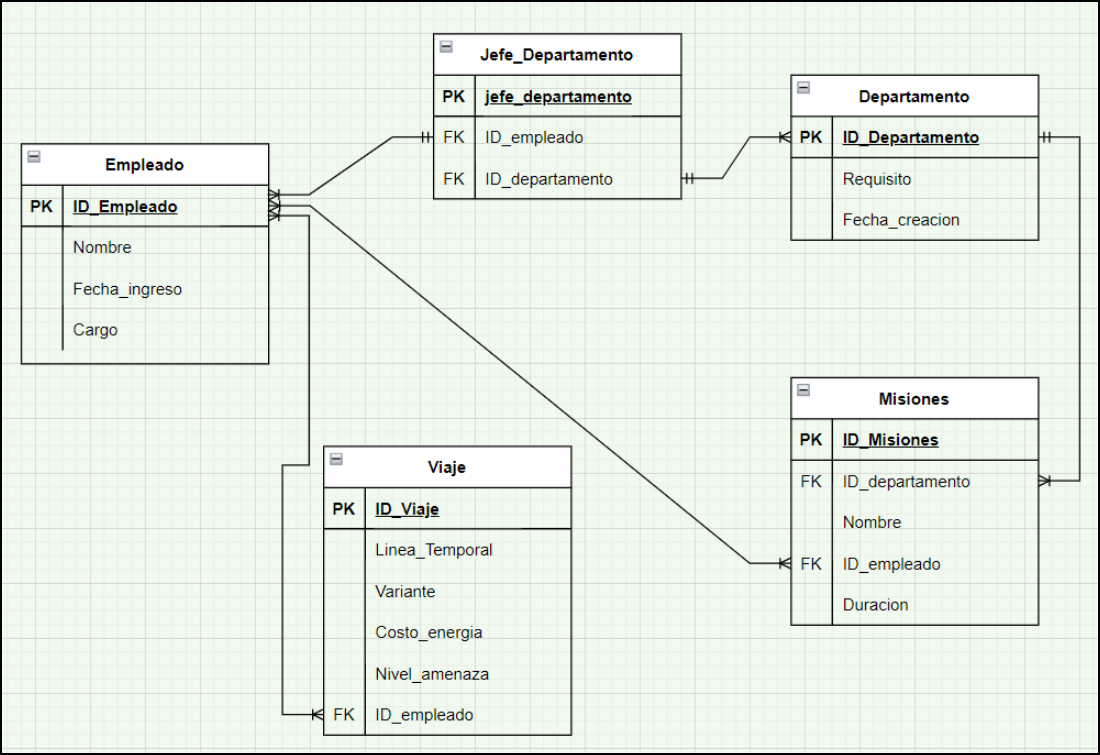 Jefe_Departamento
PK jefe_departamento
FK ID_empleado
FK ID_departamento
Departamento
PK ID_Departamento
Requisito
Fecha_creacion
Empleado
PK ID_Empleado
Nombre
Fecha_ingreso
Cargo
Misiones
PK ID_Misiones
FK ID_departamento
Nombre
FK ID_empleado
Duracion
Viaje
PK ID_Viaje
Linea_Temporal
Variante
Costo_energia
Nivel_amenaza
FK ID_empleado